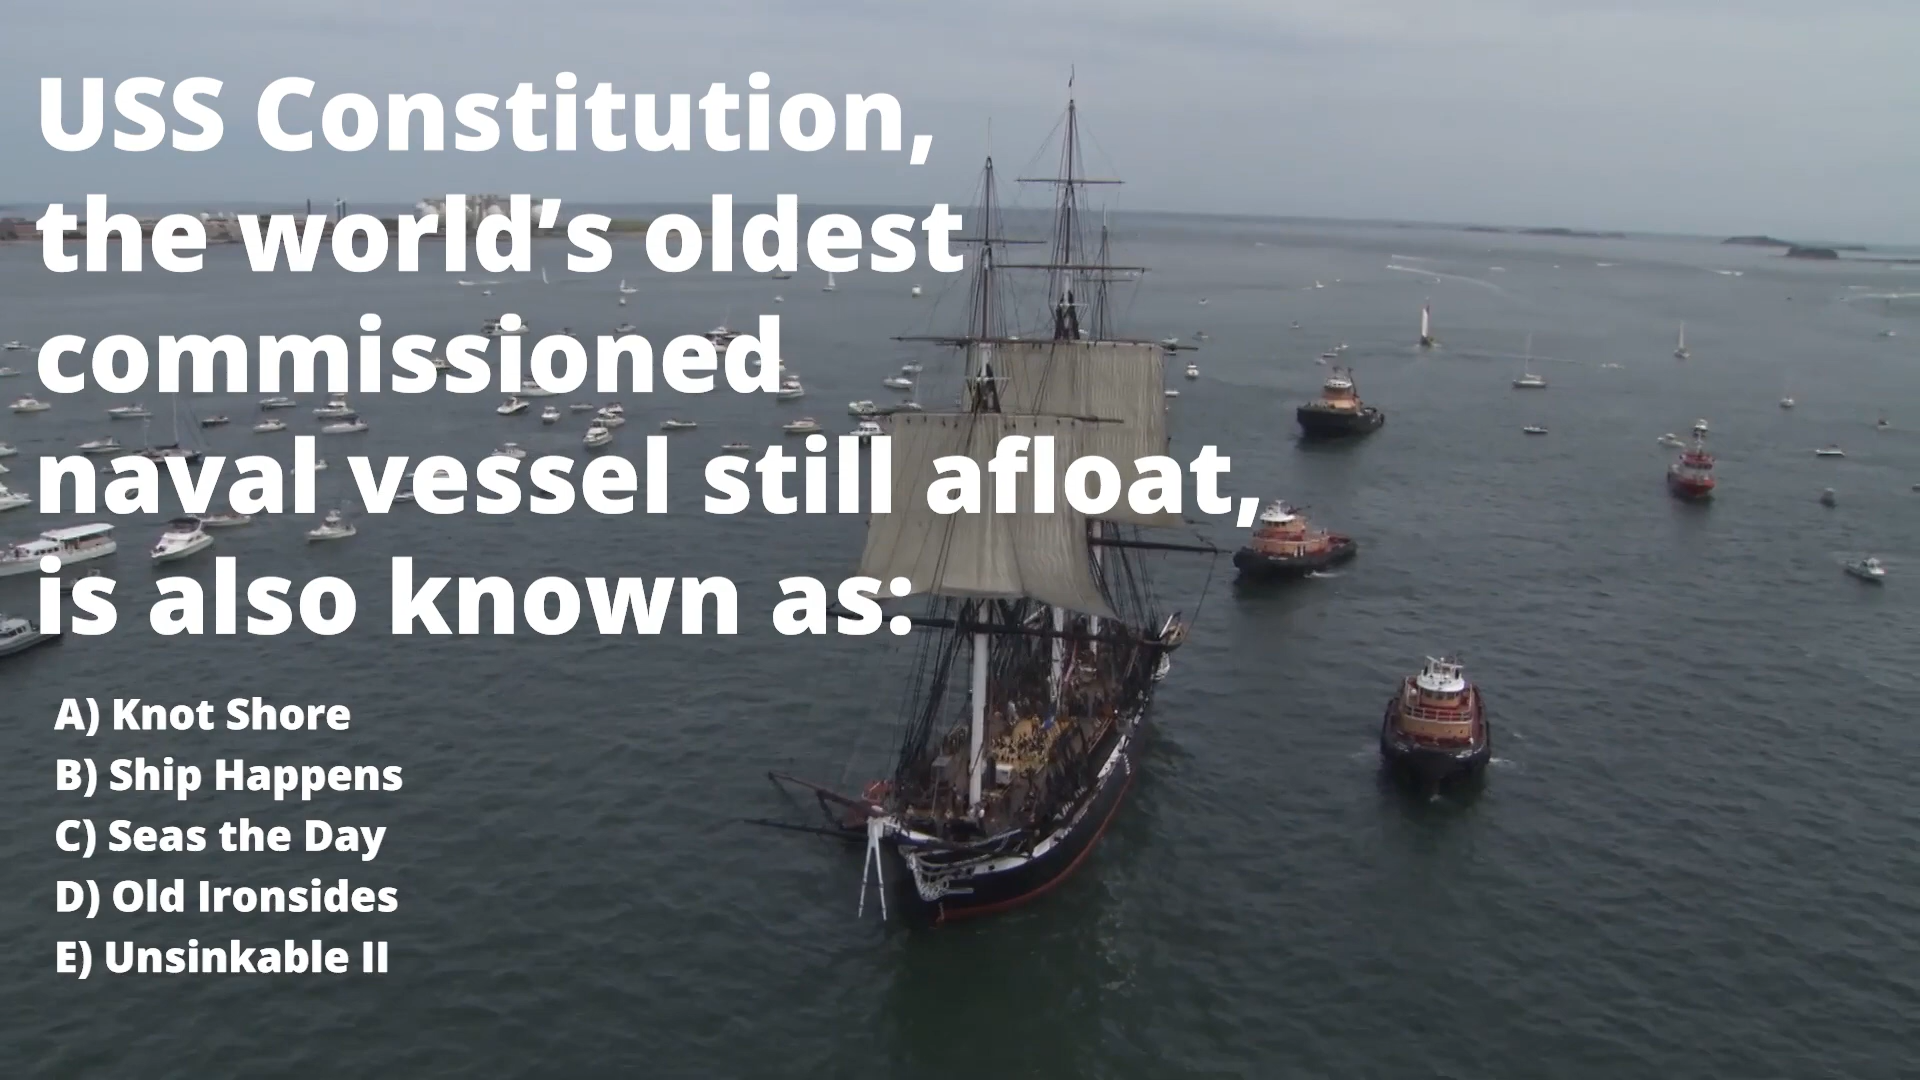 USS Constitution,
the world’s oldest
commissioned
naval vessel still afloat,
is also known as:
A) Knot Shore
B) Ship Happens
C) Seas the Day
D) Old Ironsides
E) Unsinkable II